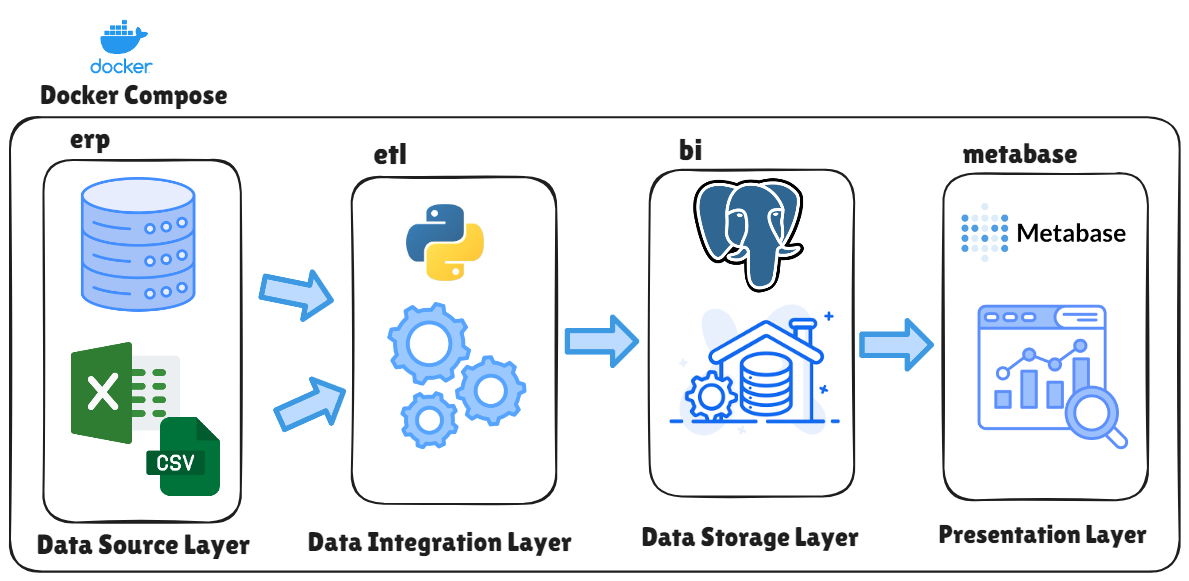 docker
Docker Compose
erp
etl
bi
metabase
Metabase
X
CSV
Data Source Layer
Data Integration Layer
Data Storage Layer
Presentation Layer